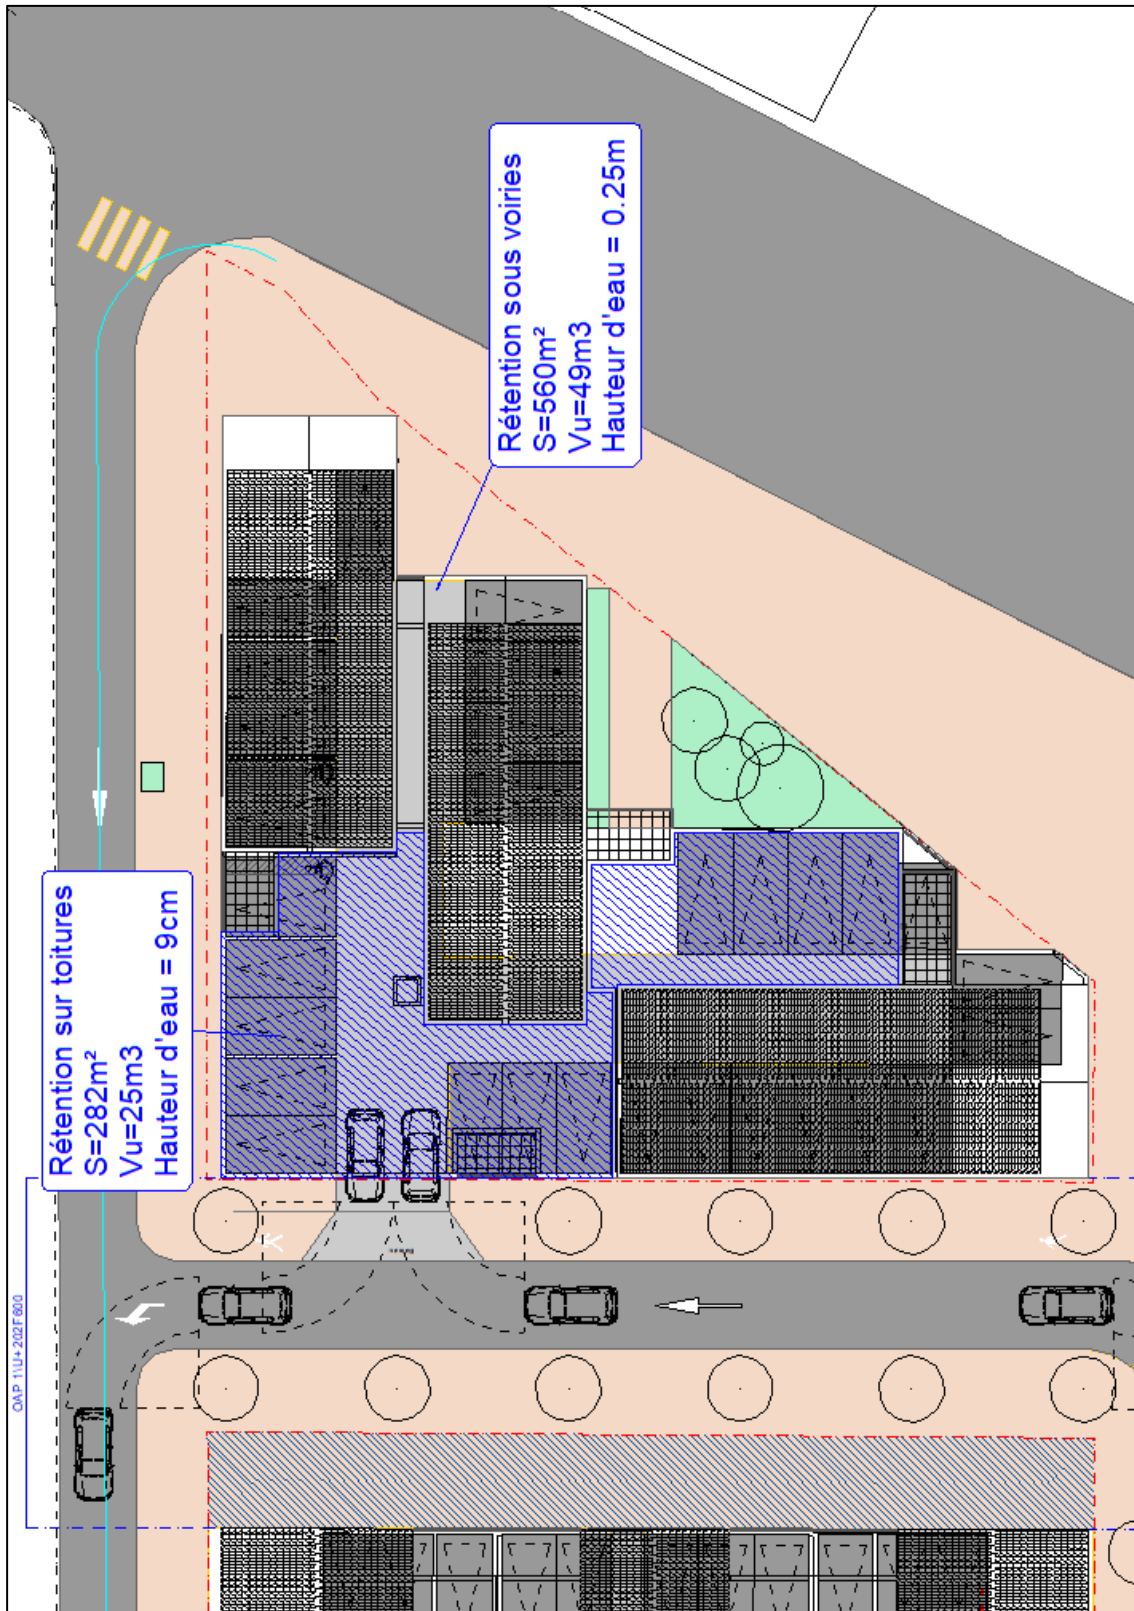 Rétention sous voiries
S=560m²
Vu=49m3
Hauteur d'eau = 0.25m
Rétention sur toitures
S=282m²
Vu=25m3
Hauteur d'eau = 9cm